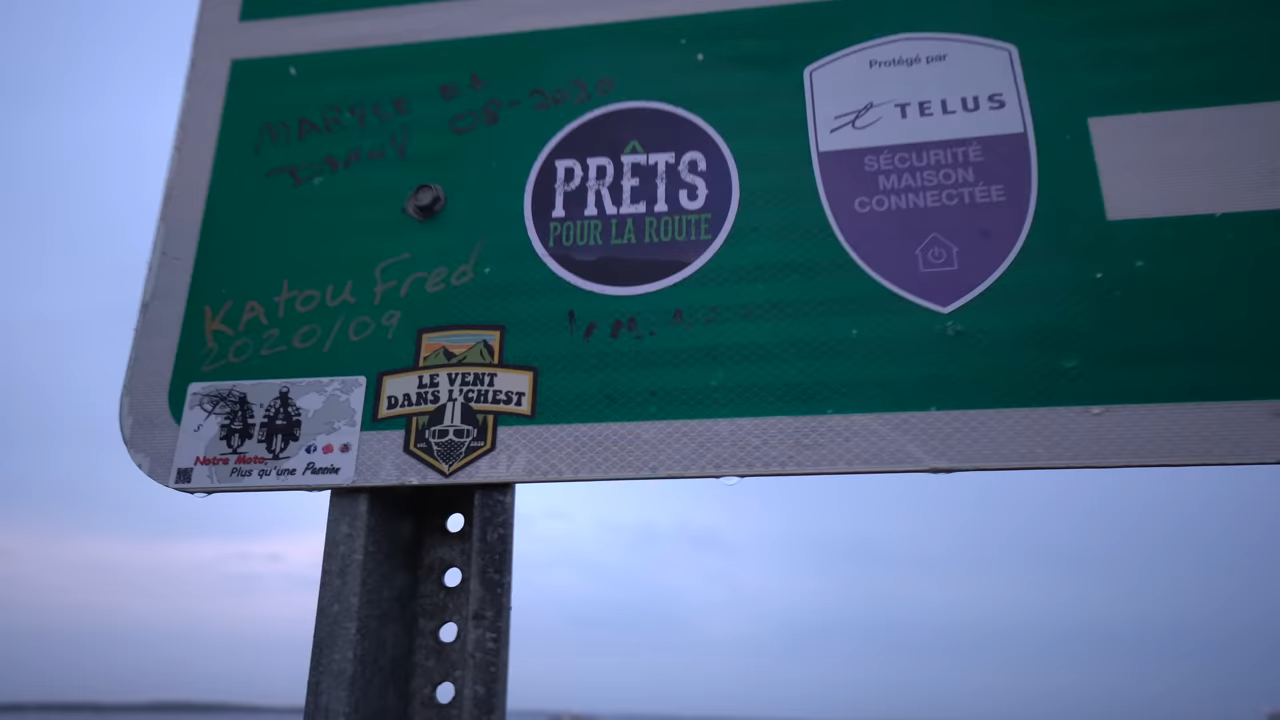 MARYSE et
08-2020
Protégé par
TELUS
SÉCURITÉ
MAISON
CONNECTÉE
PRÊTS
POUR LA ROUTE
Katou Fred
2020/09
LE VENT
DANS L'CHEST
Notre Moto,
Plus qu'une Passion